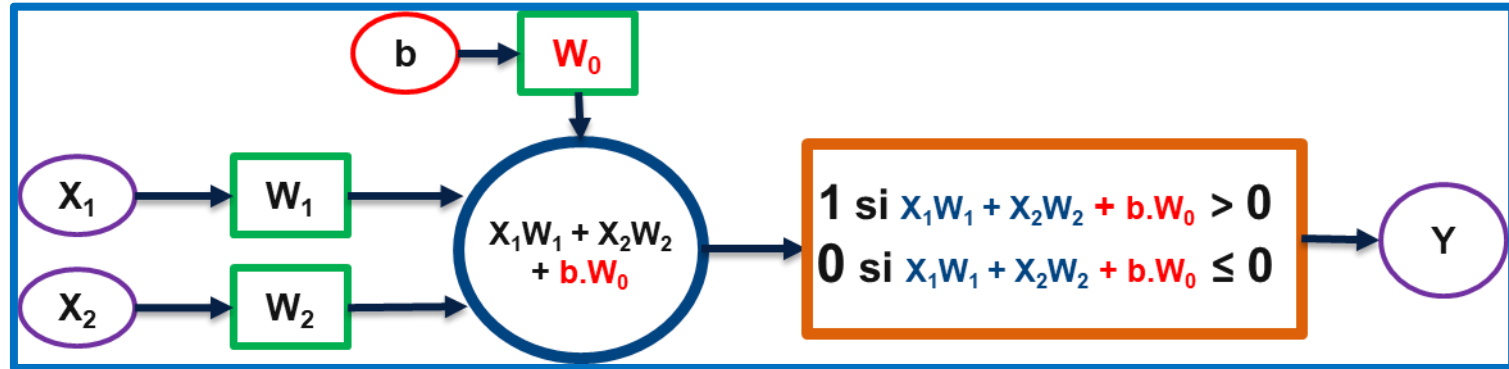 b
W₀
X₁
W₁
X₂
W₂
X₁W₁ + X₂W₂
+ b.W₀
1 si X₁W₁ + X₂W₂ + b.W₀ > 0
0 si X₁W₁ + X₂W₂ + b.W₀ ≤ 0
Y